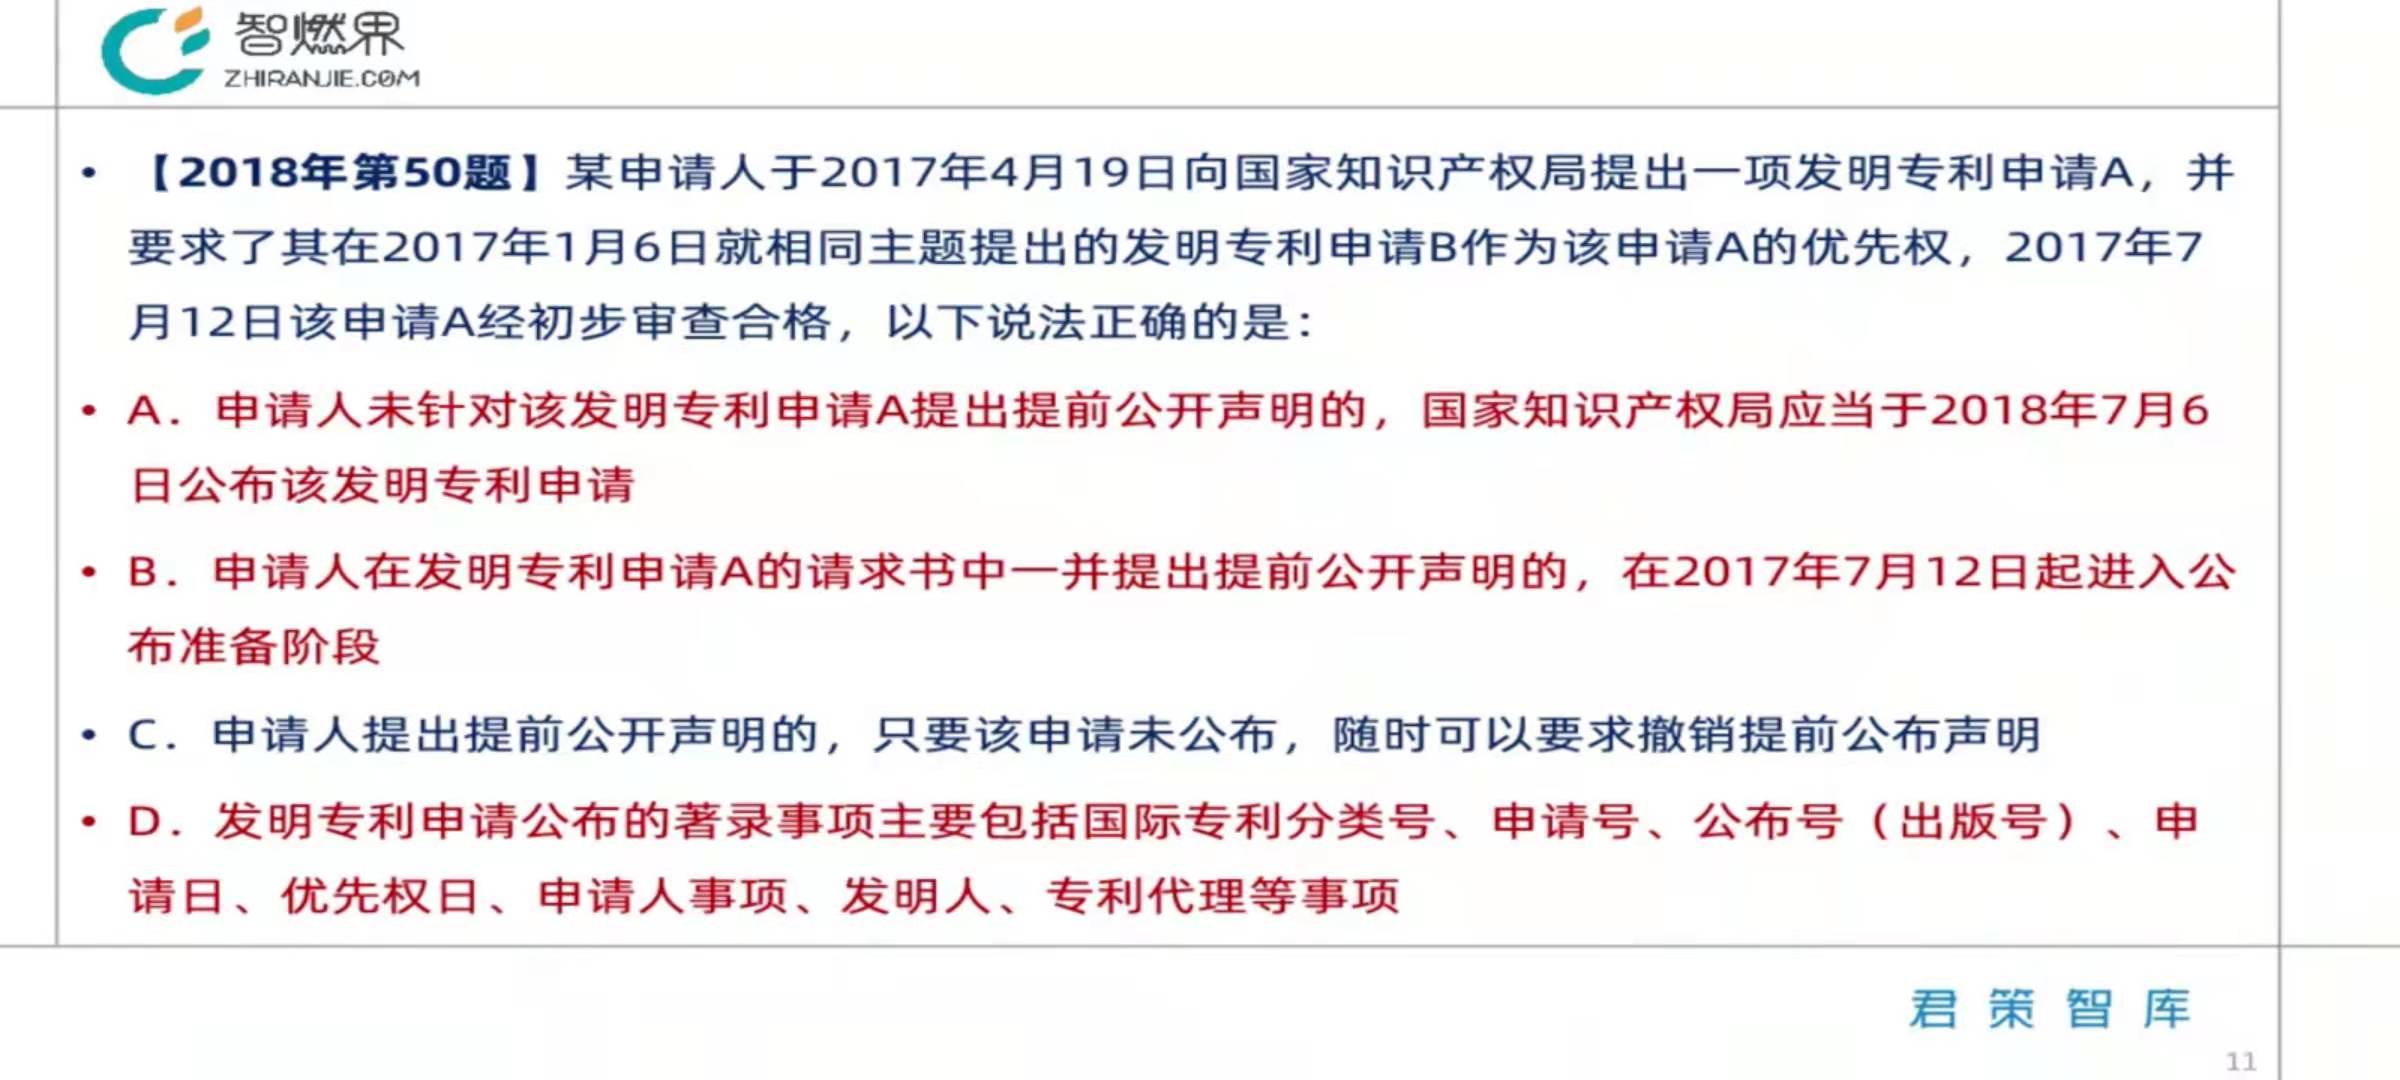 智燃界
ZHIRANJIE.COM
• 【2018年第50题】某申请人于2017年4月19日向国家知识产权局提出一项发明专利申请A，并
要求了其在2017年1月6日就相同主题提出的发明专利申请B作为该申请A的优先权，2017年7
月12日该申请A经初步审查合格，以下说法正确的是：
• A．申请人未针对该发明专利申请A提出提前公开声明的，国家知识产权局应当于2018年7月6
日公布该发明专利申请
• B．申请人在发明专利申请A的请求书中一并提出提前公开声明的，在2017年7月12日起进入公
布准备阶段
• C．申请人提出提前公开声明的，只要该申请未公布，随时可以要求撤销提前公布声明
• D．发明专利申请公布的著录事项主要包括国际专利分类号、申请号、公布号（出版号）、申
请日、优先权日、申请人事项、发明人、专利代理等事项
君策智库
11